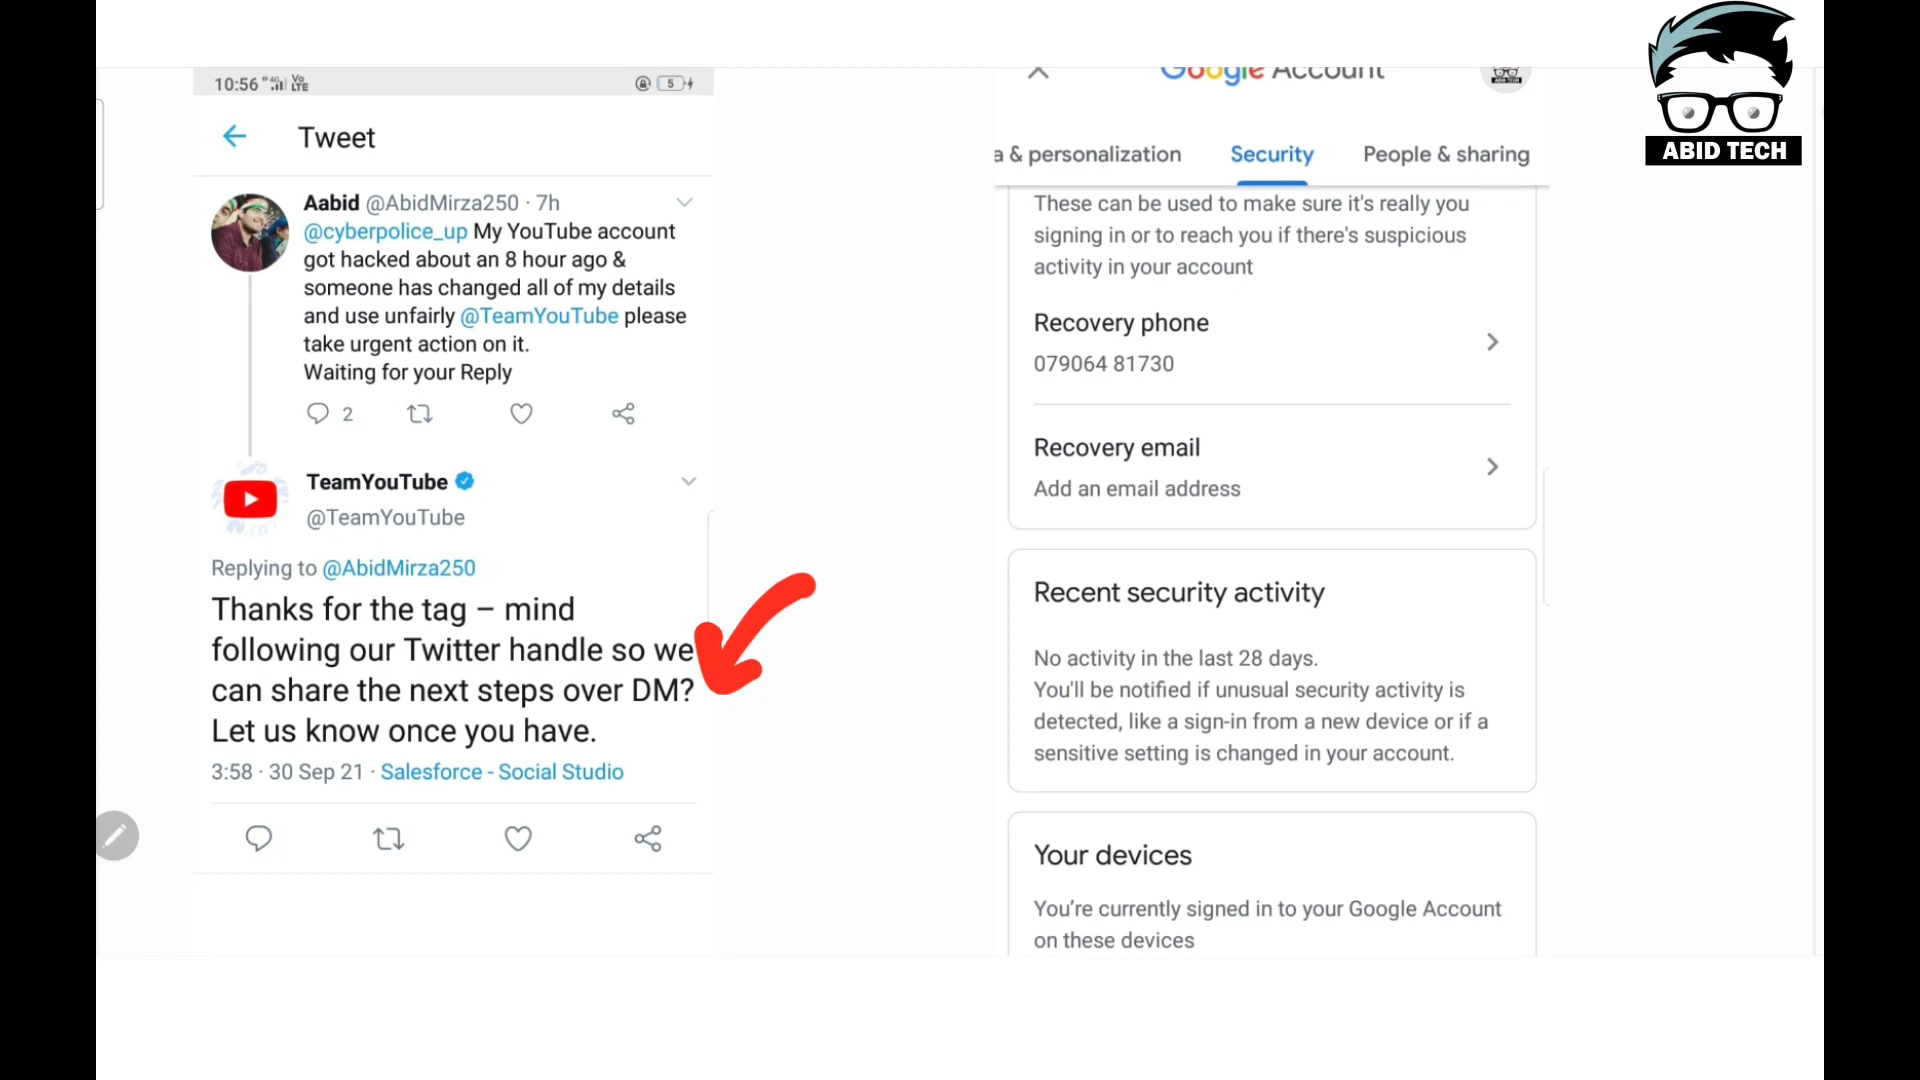 10:56 4G Vo LTE 5
Tweet
Aabid @AbidMirza250 · 7h
@cyberpolice_up My YouTube account
got hacked about an 8 hour ago &
someone has changed all of my details
and use unfairly @TeamYouTube please
take urgent action on it.
Waiting for your Reply
2
TeamYouTube
@TeamYouTube
Replying to @AbidMirza250
Thanks for the tag – mind
following our Twitter handle so we
can share the next steps over DM?
Let us know once you have.
3:58 · 30 Sep 21 · Salesforce - Social Studio
Google Account
a & personalization Security People & sharing
These can be used to make sure it's really you
signing in or to reach you if there's suspicious
activity in your account
Recovery phone
079064 81730
Recovery email
Add an email address
Recent security activity
No activity in the last 28 days.
You'll be notified if unusual security activity is
detected, like a sign-in from a new device or if a
sensitive setting is changed in your account.
Your devices
You're currently signed in to your Google Account
on these devices
ABID TECH